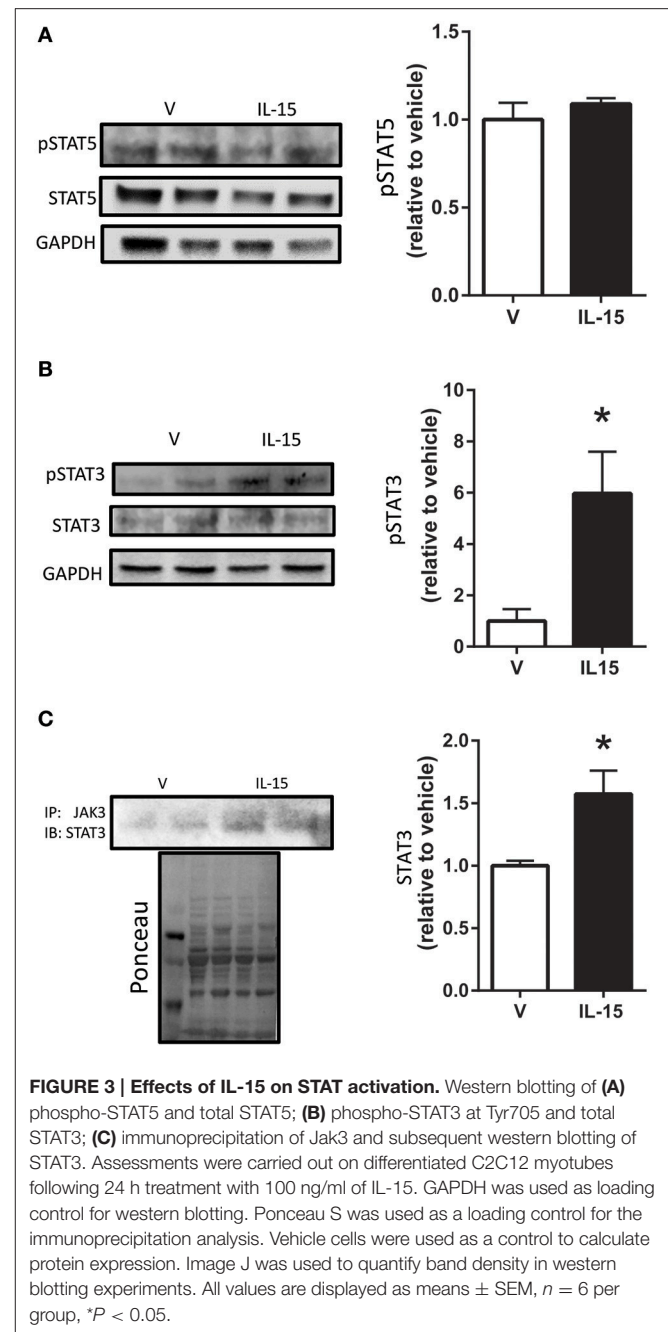 A
V IL-15
pSTAT5
STAT5
GAPDH
pSTAT5
(relative to vehicle)
1.5
1.0
0.5
0.0
V IL-15
B
V IL-15
pSTAT3
STAT3
GAPDH
pSTAT3
(relative to vehicle)
10
8
6
4
2
0
*
V IL15
C
V IL-15
IP: JAK3
IB: STAT3
Ponceau
STAT3
(relative to vehicle)
2.0
1.5
1.0
0.5
0.0
*
V IL-15
FIGURE 3 | Effects of IL-15 on STAT activation. Western blotting of (A)
phospho-STAT5 and total STAT5; (B) phospho-STAT3 at Tyr705 and total
STAT3; (C) immunoprecipitation of Jak3 and subsequent western blotting of
STAT3. Assessments were carried out on differentiated C2C12 myotubes
following 24 h treatment with 100 ng/ml of IL-15. GAPDH was used as loading
control for western blotting. Ponceau S was used as a loading control for the
immunoprecipitation analysis. Vehicle cells were used as a control to calculate
protein expression. Image J was used to quantify band density in western
blotting experiments. All values are displayed as means ± SEM, n = 6 per
group, *P < 0.05.